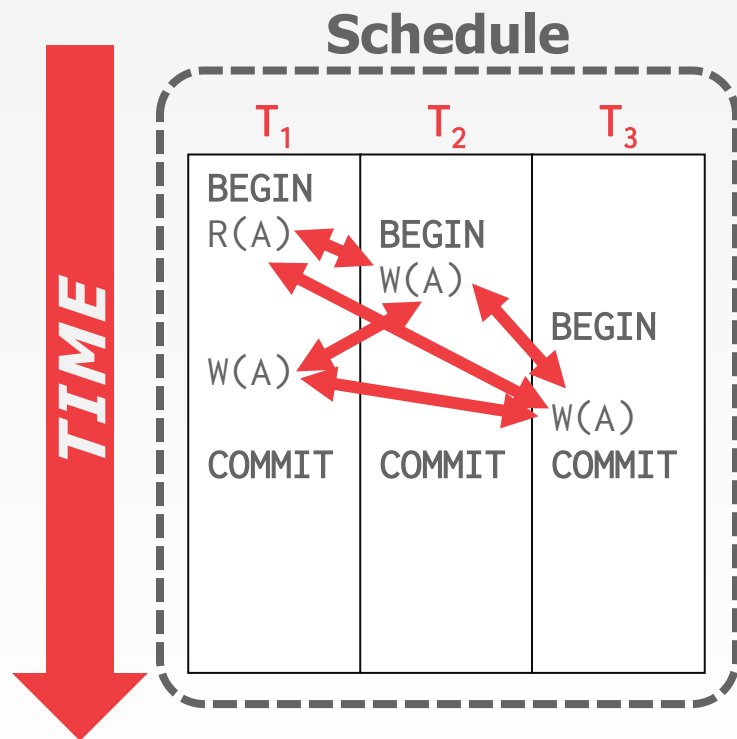 Schedule
T1 T2 T3
BEGIN
R(A) BEGIN
W(A)
BEGIN
W(A)
W(A)
COMMIT COMMIT COMMIT
TIME